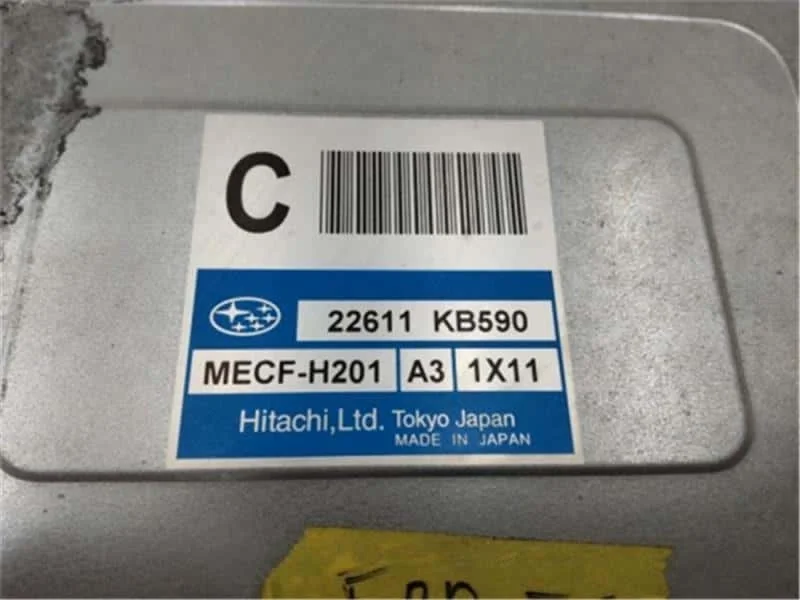 C
22611 KB590
MECF-H201 A3 1X11
Hitachi,Ltd. Tokyo Japan
MADE IN JAPAN